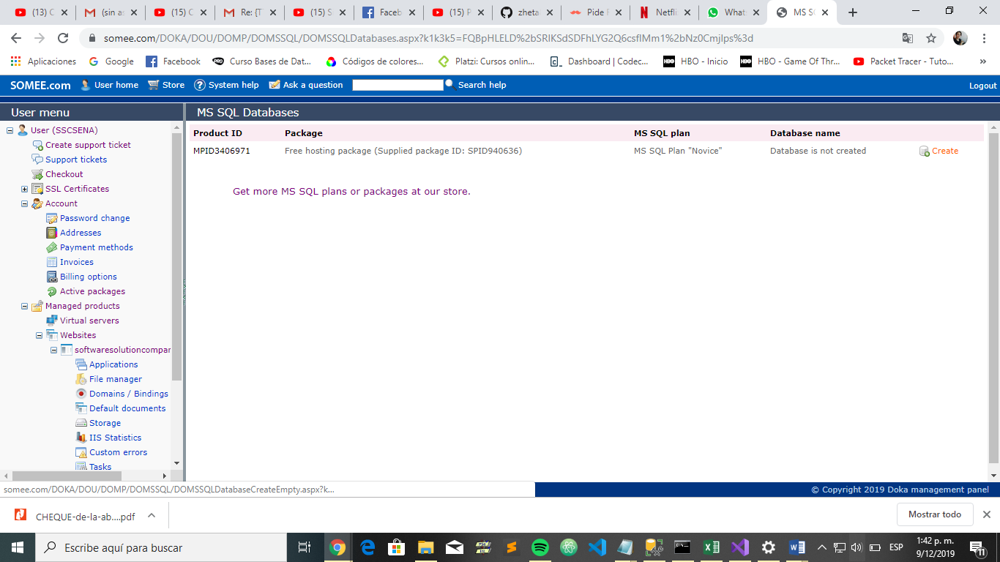 (13) C
(sin as
(15) C
Re: {T
(15) S
Faceb
(15) P
zheta
Pide F
Netfli
What
MS SC
somee.com/DOKA/DOU/DOMP/DOMSSQL/DOMSSQLDatabases.aspx?k1k3k5=FQBpHLELD%2bSRIKSdSDFhLYG2Q6csflMm1%2bNz0Cmjlps%3d
Aplicaciones
Google
Facebook
Curso Bases de Dat...
Códigos de colores...
Platzi: Cursos onlin...
Dashboard | Codec...
HBO - Inicio
HBO - Game Of Thr...
Packet Tracer - Tuto...
»
SOMEE.com
User home
Store
System help
Ask a question
Search help
Logout
User menu
User (SSCSENA)
Create support ticket
Support tickets
Checkout
SSL Certificates
Account
Password change
Addresses
Payment methods
Invoices
Billing options
Active packages
Managed products
Virtual servers
Websites
softwaresolutioncompar
Applications
File manager
Domains / Bindings
Default documents
Storage
IIS Statistics
Custom errors
Tasks
MS SQL Databases
Product ID Package MS SQL plan Database name
MPID3406971 Free hosting package (Supplied package ID: SPID940636) MS SQL Plan "Novice" Database is not created Create
Get more MS SQL plans or packages at our store.
somee.com/DOKA/DOU/DOMP/DOMSSQL/DOMSSQLDatabaseCreateEmpty.aspx?k...
© Copyright 2019 Doka management panel
CHEQUE-de-la-ab....pdf
Mostrar todo
Escribe aquí para buscar
ESP
1:42 p. m.
9/12/2019
11